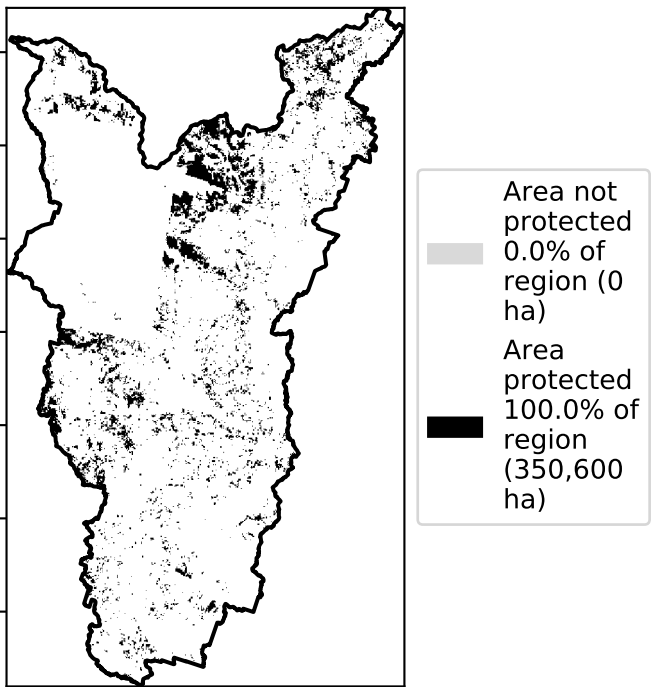 Area not
protected
0.0% of
region (0
ha)
Area
protected
100.0% of
region
(350,600
ha)